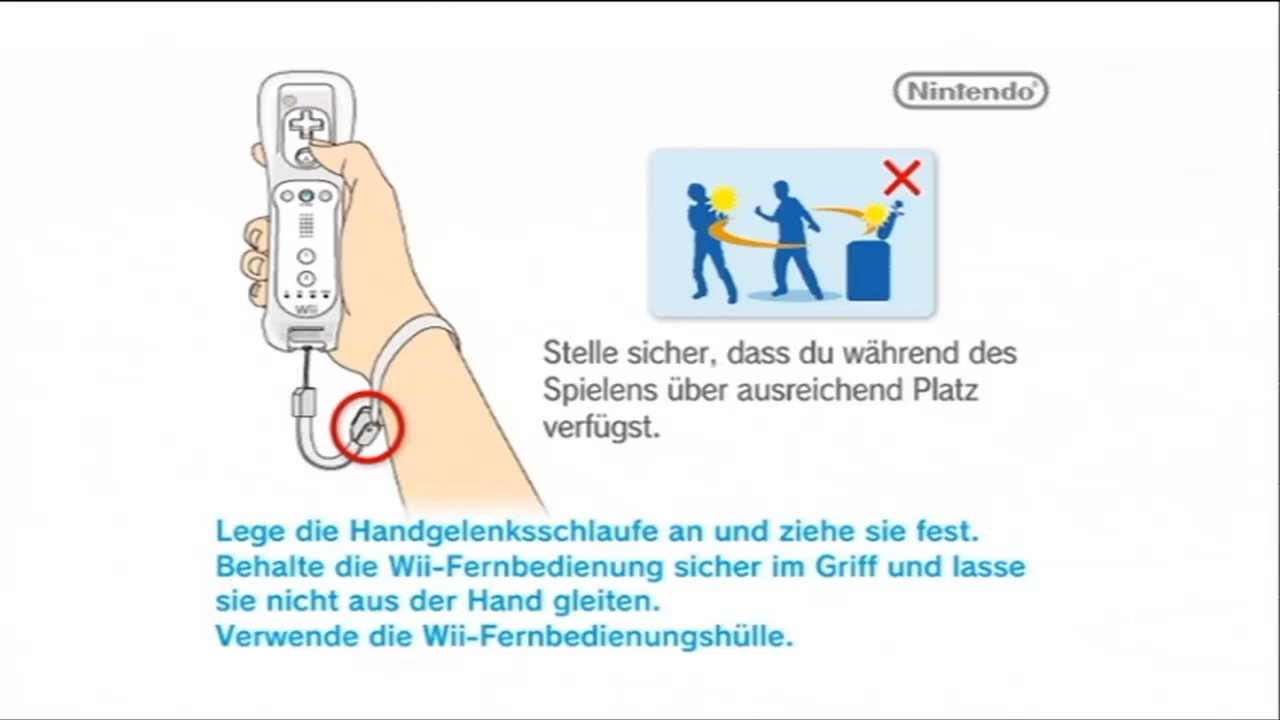 Nintendo®
Stelle sicher, dass du während des
Spielens über ausreichend Platz
verfügst.
Wii
Lege die Handgelenksschlaufe an und ziehe sie fest.
Behalte die Wii-Fernbedienung sicher im Griff und lasse
sie nicht aus der Hand gleiten.
Verwende die Wii-Fernbedienungshülle.